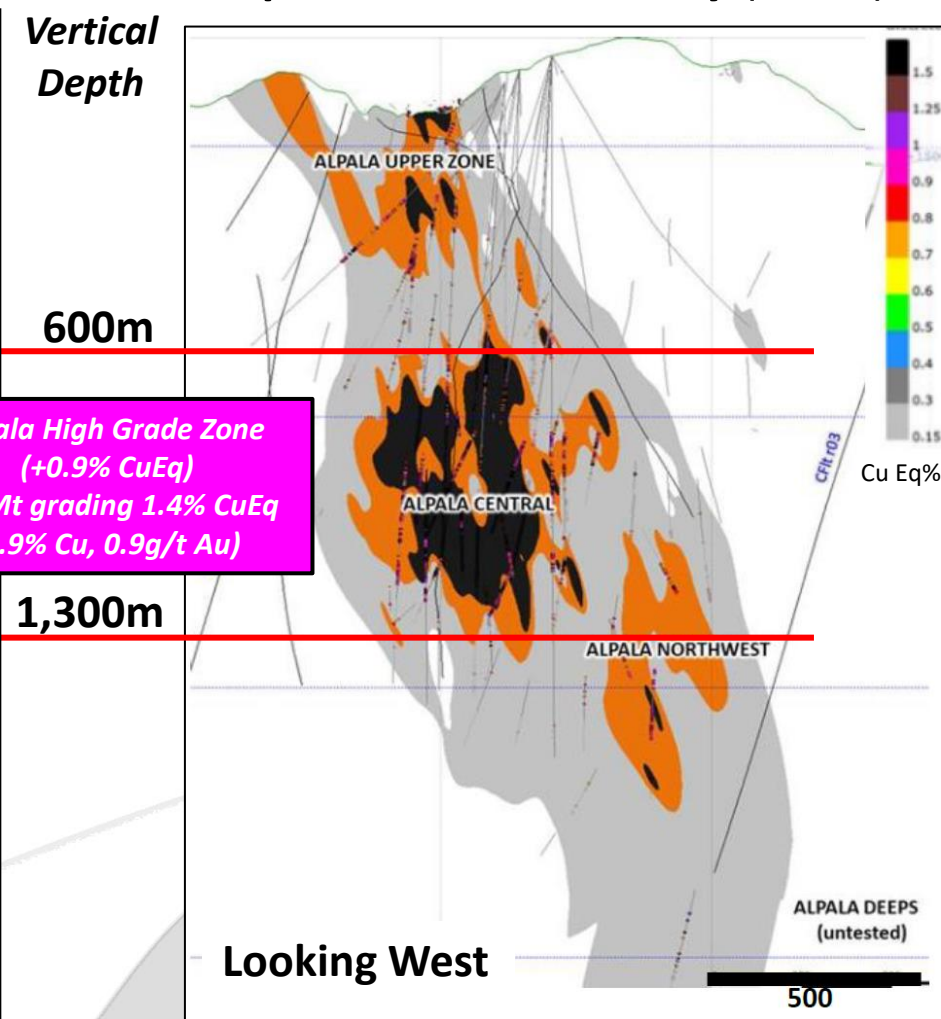 Vertical
Depth
ALPALA UPPER ZONE
600m
ala High Grade Zone
(+0.9% CuEq)
Mt grading 1.4% CuEq
.9% Cu, 0.9g/t Au)
ALPALA CENTRAL
1,300m
ALPALA NORTHWEST
CFlt r03
1.5
1.25
1
0.9
0.8
0.7
0.6
0.5
0.4
0.3
0.15
Cu Eq%
ALPALA DEEPS
(untested)
Looking West
500